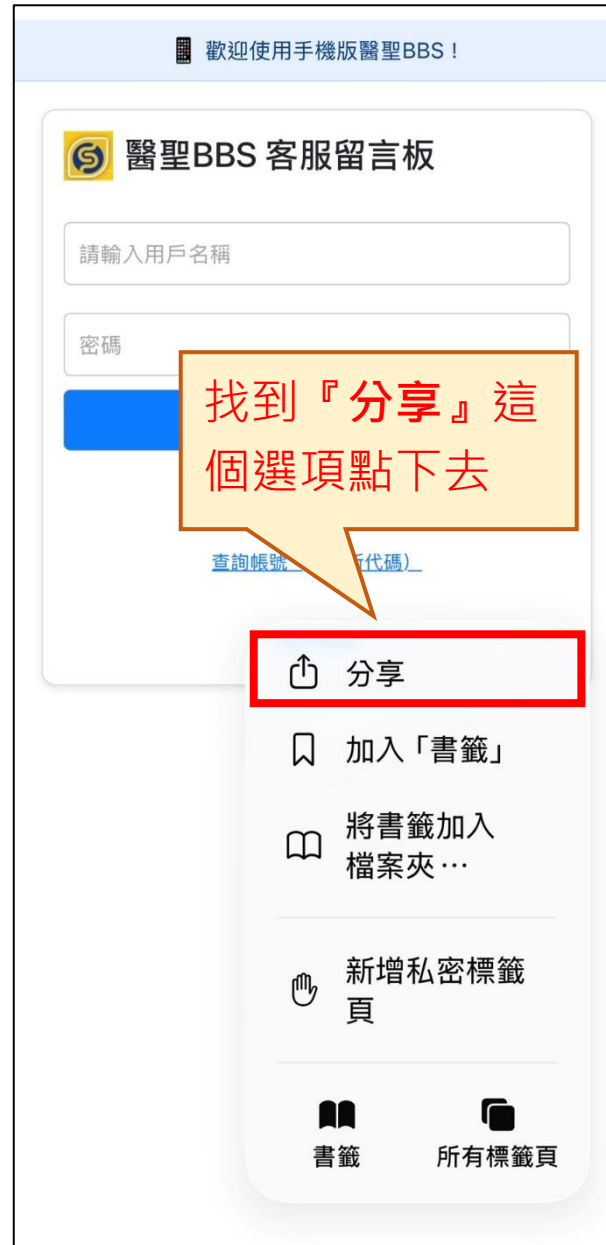 歡迎使用手機版醫聖BBS！
醫聖BBS 客服留言板
請輸入用戶名稱
密碼
找到『分享』這
個選項點下去
查詢帳號
代碼)
分享
加入「書籤」
將書籤加入
檔案夾…
新增私密標籤
頁
書籤
所有標籤頁